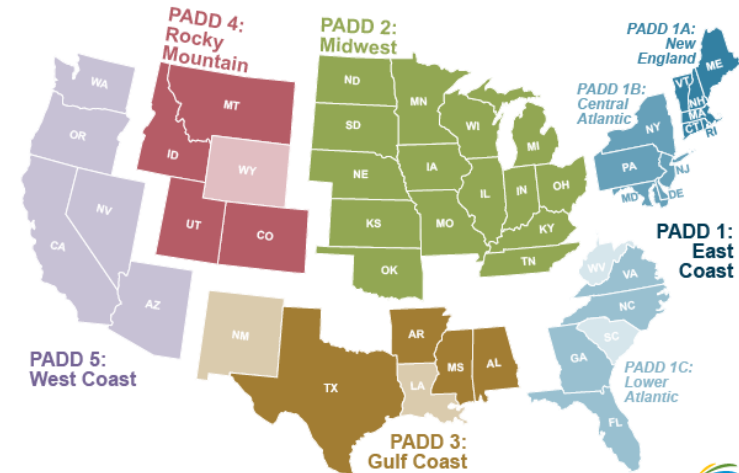 PADD 4:
Rocky
Mountain
PADD 2:
Midwest
PADD 1A:
New
England
PADD 1B:
Central
Atlantic
WA
OR
CA
NV
AZ
MT
ID
WY
UT
CO
ND
SD
NE
KS
OK
MN
IA
MO
WI
IL
MI
IN
OH
KY
TN
ME
VT
NH
MA
CT
RI
NY
PA
NJ
MD
DE
PADD 1:
East
Coast
WV
VA
NC
SC
GA
FL
PADD 1C:
Lower
Atlantic
NM
TX
AR
LA
MS
AL
PADD 5:
West Coast
PADD 3:
Gulf Coast